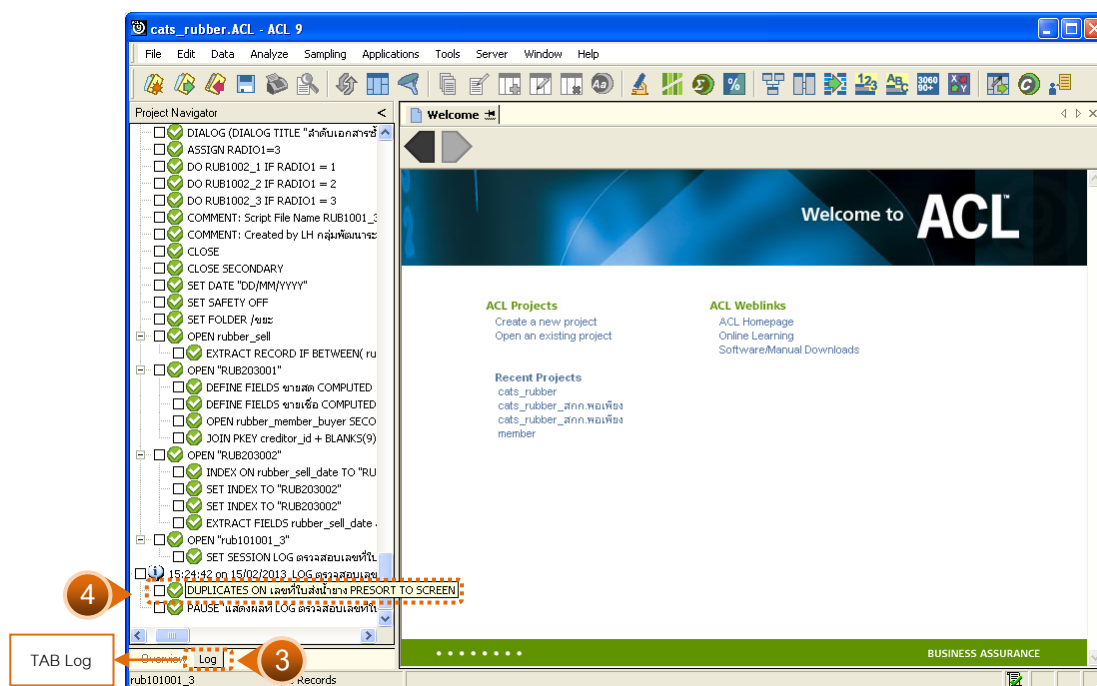 cats_rubber.ACL - ACL 9
File Edit Data Analyze Sampling Applications Tools Server Window Help
Project Navigator <
Welcome
DIALOG (DIALOG TITLE "ลำดับเอกสารซ้
ASSIGN RADIO1=3
DO RUB1002_1 IF RADIO1 = 1
DO RUB1002_2 IF RADIO1 = 2
DO RUB1002_3 IF RADIO1 = 3
COMMENT: Script File Name RUB1001_3
COMMENT: Created by LH กลุ่มพัฒนาระ
CLOSE
CLOSE SECONDARY
SET DATE "DD/MM/YYYY"
SET SAFETY OFF
SET FOLDER /ขยะ
OPEN rubber_sell
EXTRACT RECORD IF BETWEEN( ru
OPEN "RUB203001"
DEFINE FIELDS ขายสด COMPUTED
DEFINE FIELDS ขายเชื่อ COMPUTED
OPEN rubber_member_buyer SECO
JOIN PKEY creditor_id + BLANKS(9)
OPEN "RUB203002"
INDEX ON rubber_sell_date TO "RU
SET INDEX TO "RUB203002"
SET INDEX TO "RUB203002"
EXTRACT FIELDS rubber_sell_date
OPEN "rub101001_3"
SET SESSION LOG ตรวจสอบเลขที่ใบ
15:24:42 on 15/02/2013 LOG ตรวจสอบเลข
DUPLICATES ON เลขที่ใบส่งน้ำยาง PRESORT TO SCREEN
PAUSE "แสดงผลที่ LOG ตรวจสอบเลขที่ใบ
4
Overview Log
3
TAB Log
rub101001_3 Records
Welcome to ACL™
ACL Projects
Create a new project
Open an existing project
Recent Projects
cats_rubber
cats_rubber_สกก.พอเพียง
cats_rubber_สกก.พอเพียง
member
ACL Weblinks
ACL Homepage
Online Learning
Software/Manual Downloads
BUSINESS ASSURANCE